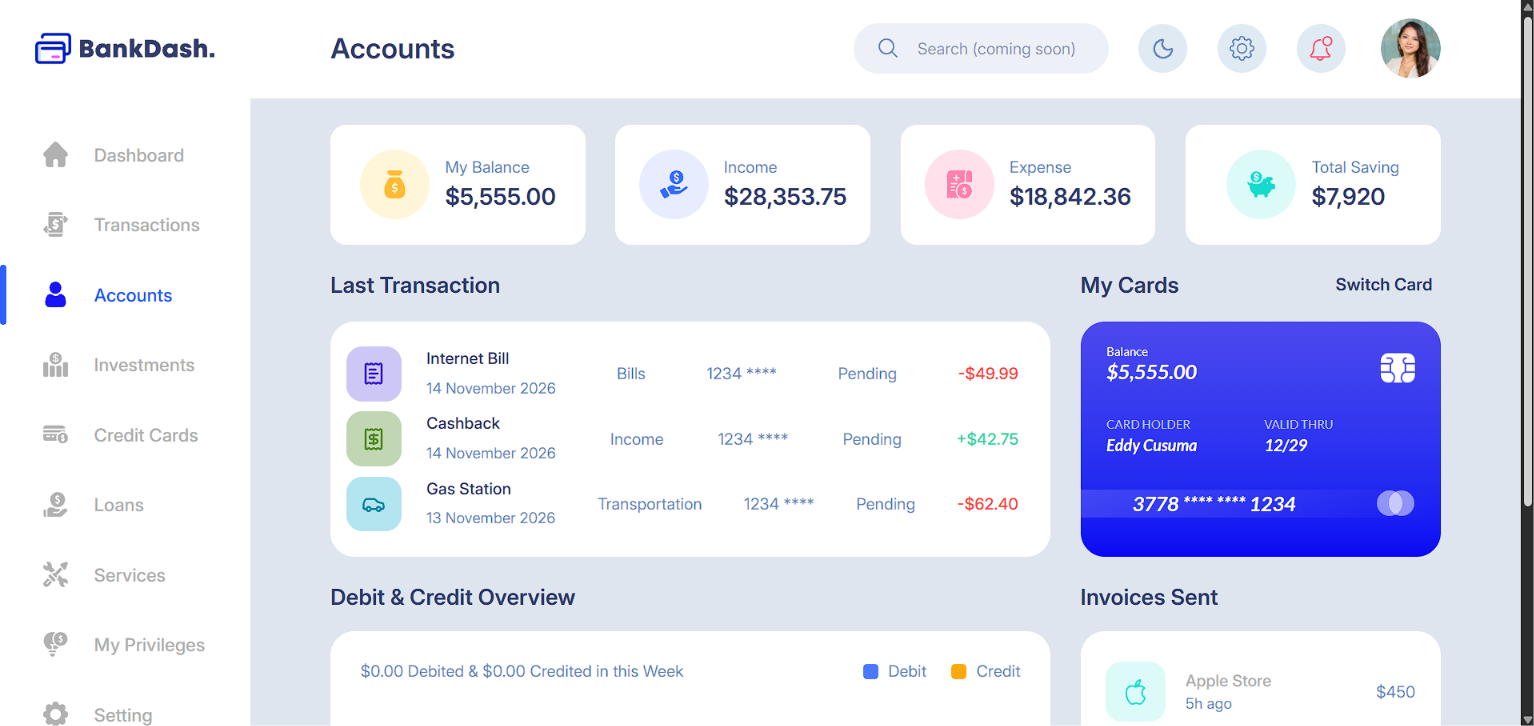 BankDash.
Accounts
Search (coming soon)
Dashboard
Transactions
Accounts
Investments
Credit Cards
Loans
Services
My Privileges
Setting
My Balance
$5,555.00
Income
$28,353.75
Expense
$18,842.36
Total Saving
$7,920
Last Transaction
Internet Bill
14 November 2026
Bills
1234 ****
Pending
-$49.99
Cashback
14 November 2026
Income
1234 ****
Pending
+$42.75
Gas Station
13 November 2026
Transportation
1234 ****
Pending
-$62.40
My Cards
Switch Card
Balance
$5,555.00
CARD HOLDER
Eddy Cusuma
VALID THRU
12/29
3778 **** **** 1234
Debit & Credit Overview
$0.00 Debited & $0.00 Credited in this Week
Debit
Credit
Invoices Sent
Apple Store
5h ago
$450